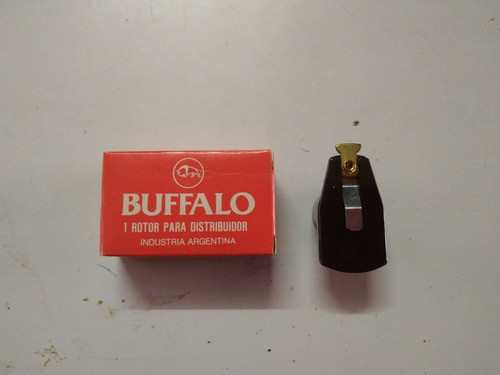 BUFFALO
1 ROTOR PARA DISTRIBUIDOR
INDUSTRIA ARGENTINA